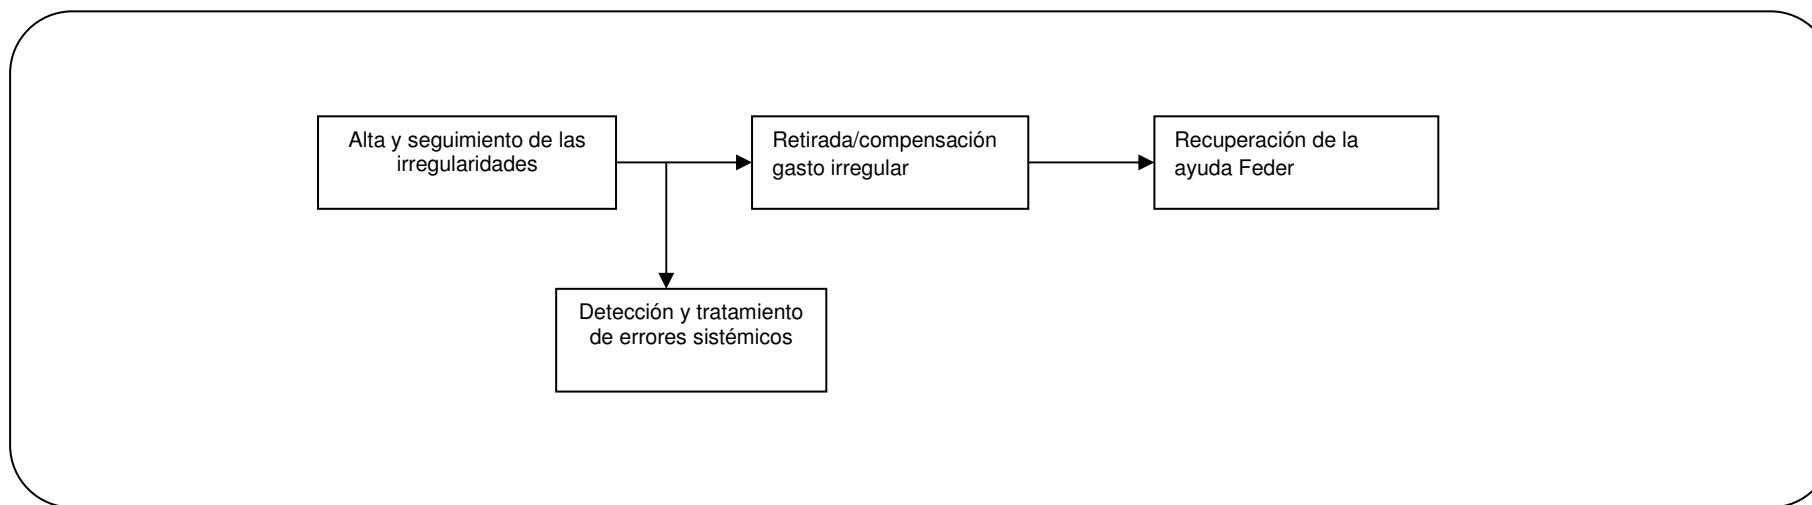 Alta y seguimiento de las
irregularidades
Retirada/compensación
gasto irregular
Recuperación de la
ayuda Feder
Detección y tratamiento
de errores sistémicos